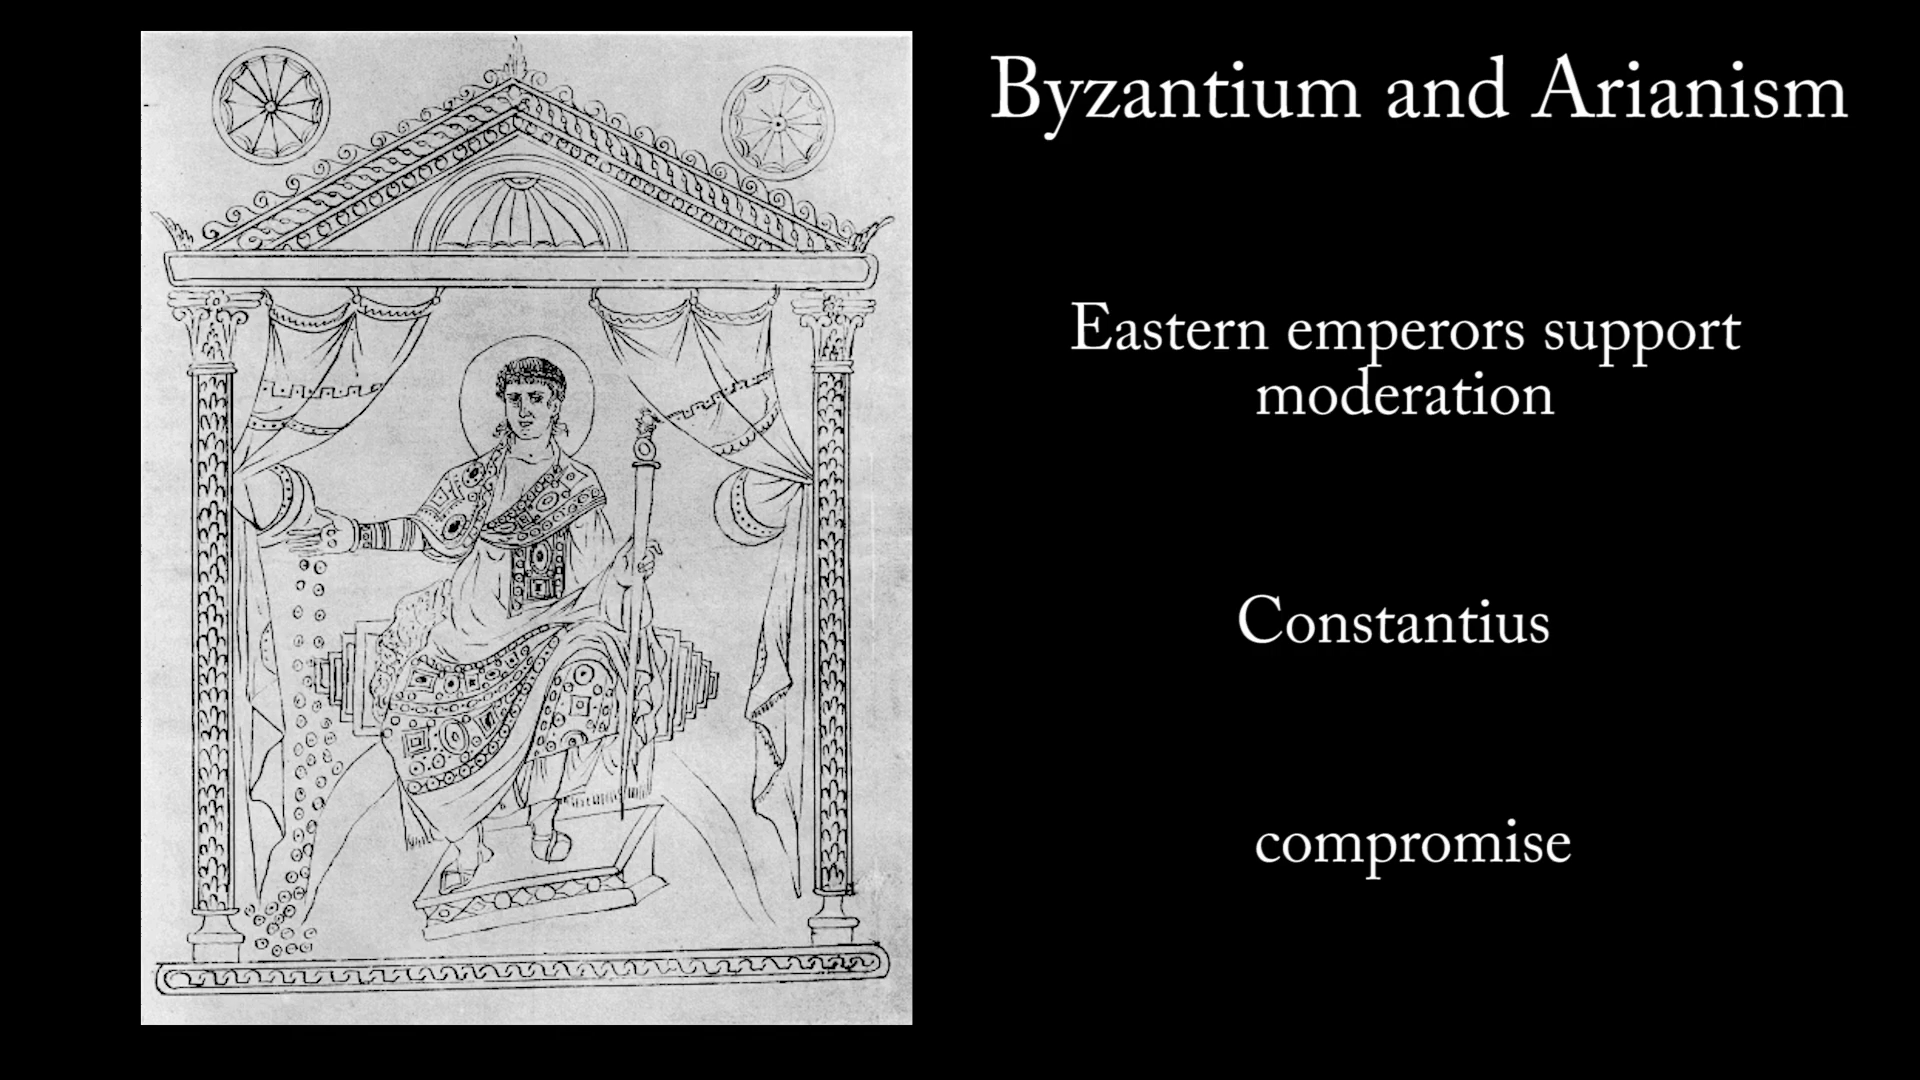 Byzantium and Arianism
Eastern emperors support
moderation
Constantius
compromise